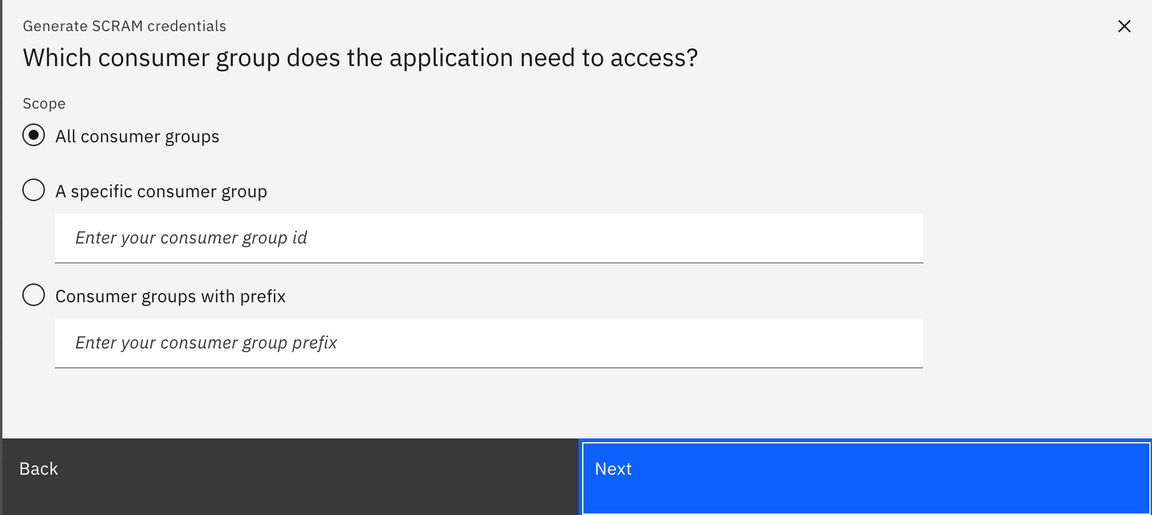 Generate SCRAM credentials
Which consumer group does the application need to access?
Scope
All consumer groups
A specific consumer group
Enter your consumer group id
Consumer groups with prefix
Enter your consumer group prefix
Back
Next